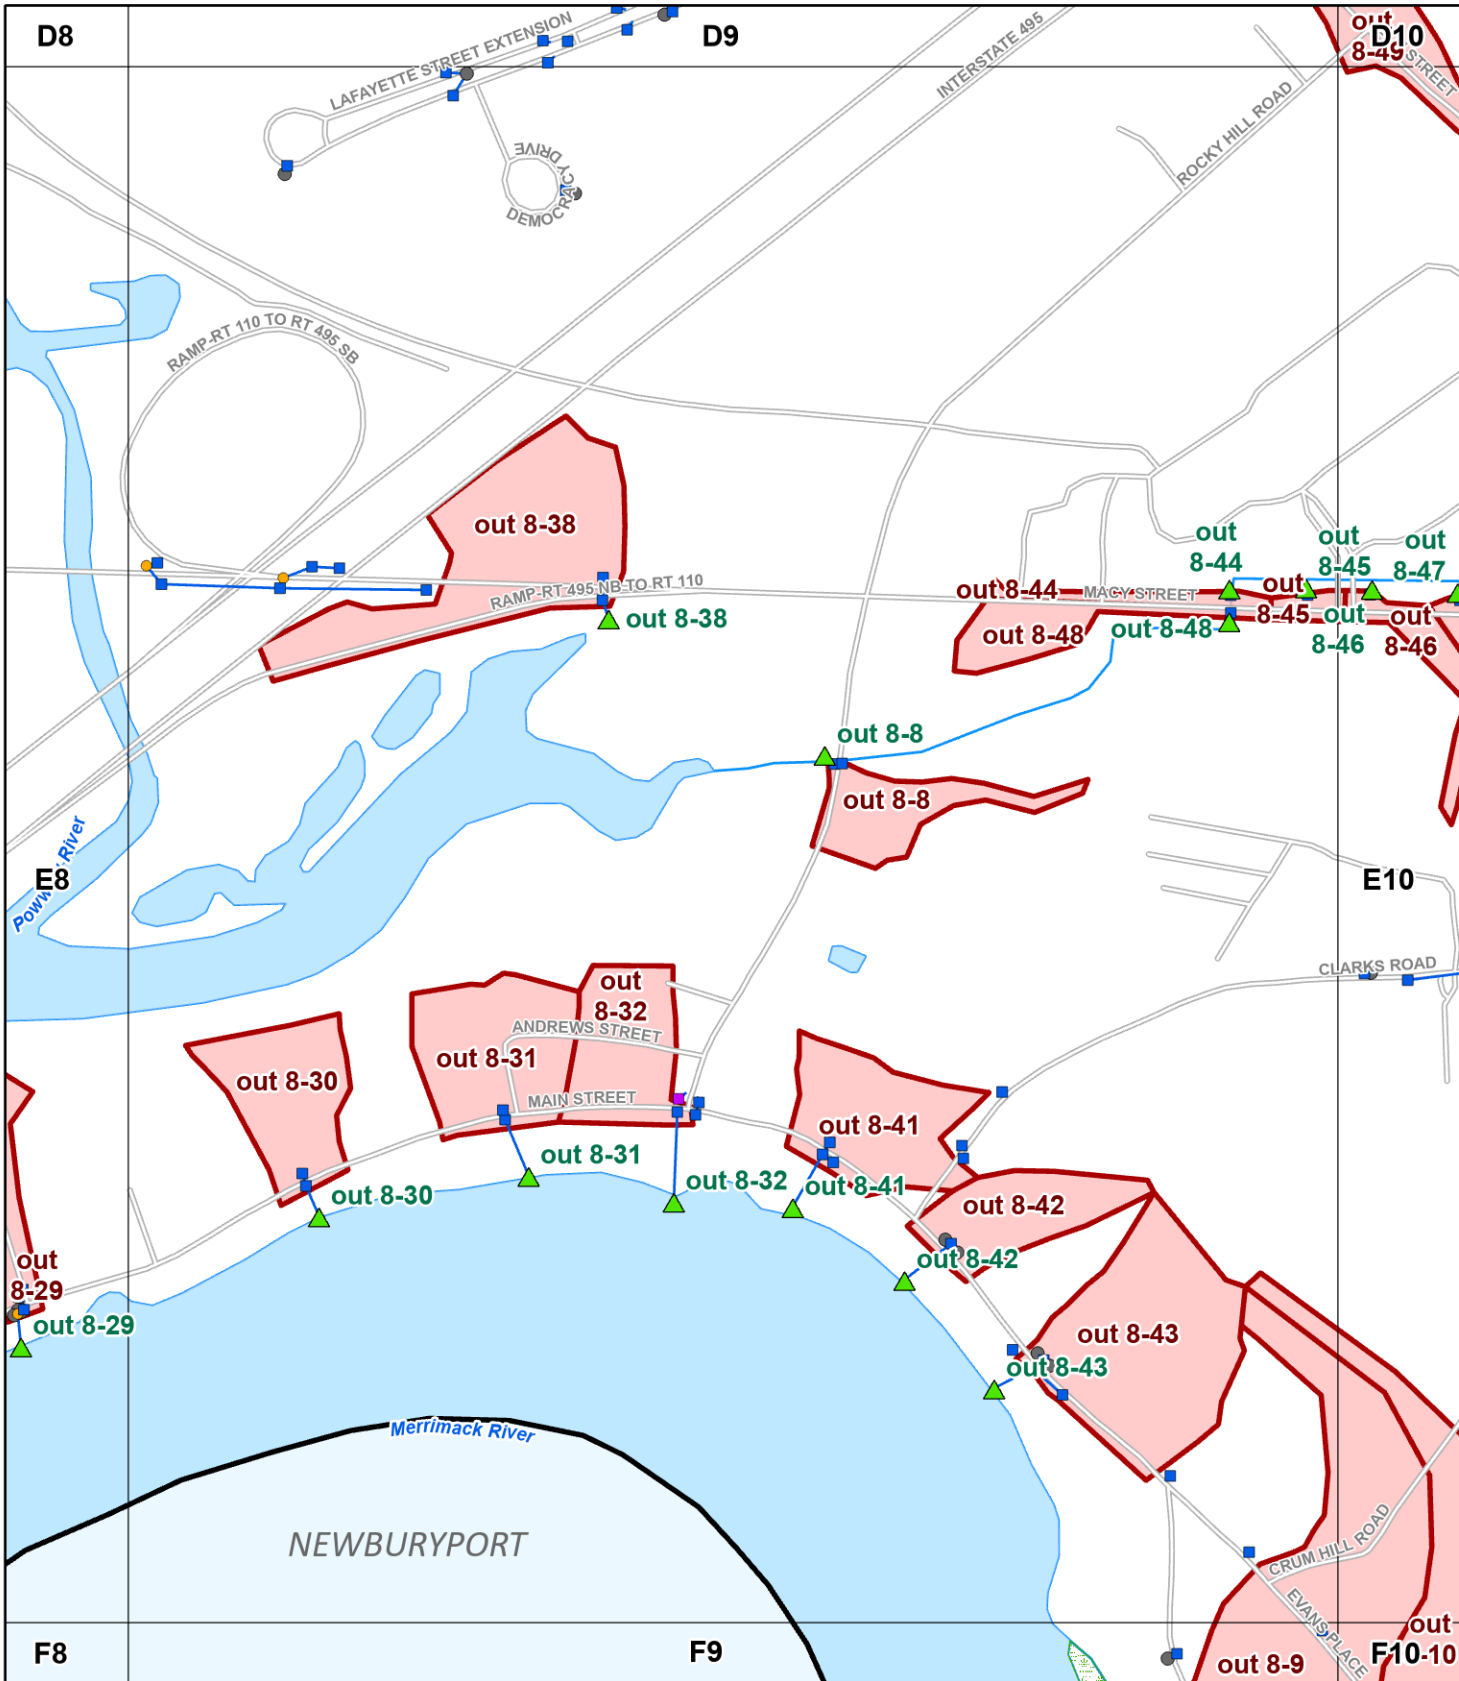 D8
D9
out
8-49
D10
STREET
LAFAYETTE STREET EXTENSION
INTERSTATE 495
ROCKY HILL ROAD
DEMOCRACY DRIVE
RAMP-RT 110 TO RT 495 SB
out 8-38
RAMP-RT 495 NB TO RT 110
out 8-38
out
8-44
out
8-45
out
8-47
out 8-44
MACY STREET
out
8-45
out 8-48
out 8-48
out
8-46
out
8-46
out 8-8
out 8-8
River
E8
E10
CLARKS ROAD
out
8-32
ANDREWS STREET
out 8-31
out 8-30
MAIN STREET
out 8-41
out 8-31
out 8-32
out 8-41
out 8-30
out 8-42
out 8-42
out
8-29
out 8-29
out 8-43
out 8-43
Merrimack River
NEWBURYPORT
CRUM HILL ROAD
EVANS PLACE
F8
F9
out 8-9
out
F10
-10